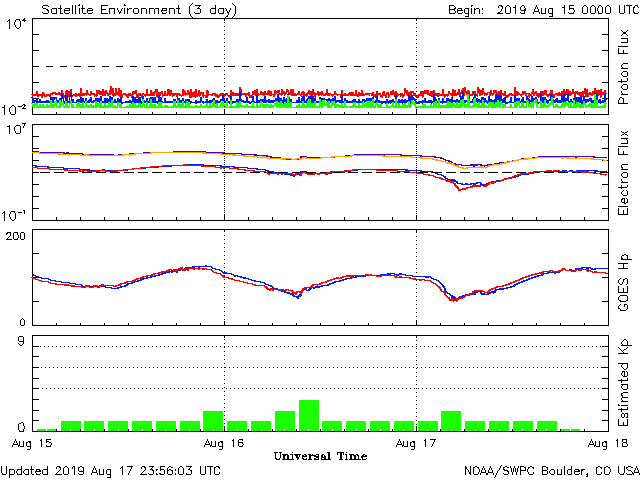 Satellite Environment (3 day) Begin: 2019 Aug 15 0000 UTC
10⁴
10⁻²
Proton Flux
10⁷
10⁻¹
Electron Flux
200
0
GOES Hp
9
0
Estimated Kp
Aug 15 Aug 16 Aug 17 Aug 18
Universal Time
Updated 2019 Aug 17 23:56:03 UTC NOAA/SWPC Boulder, CO USA